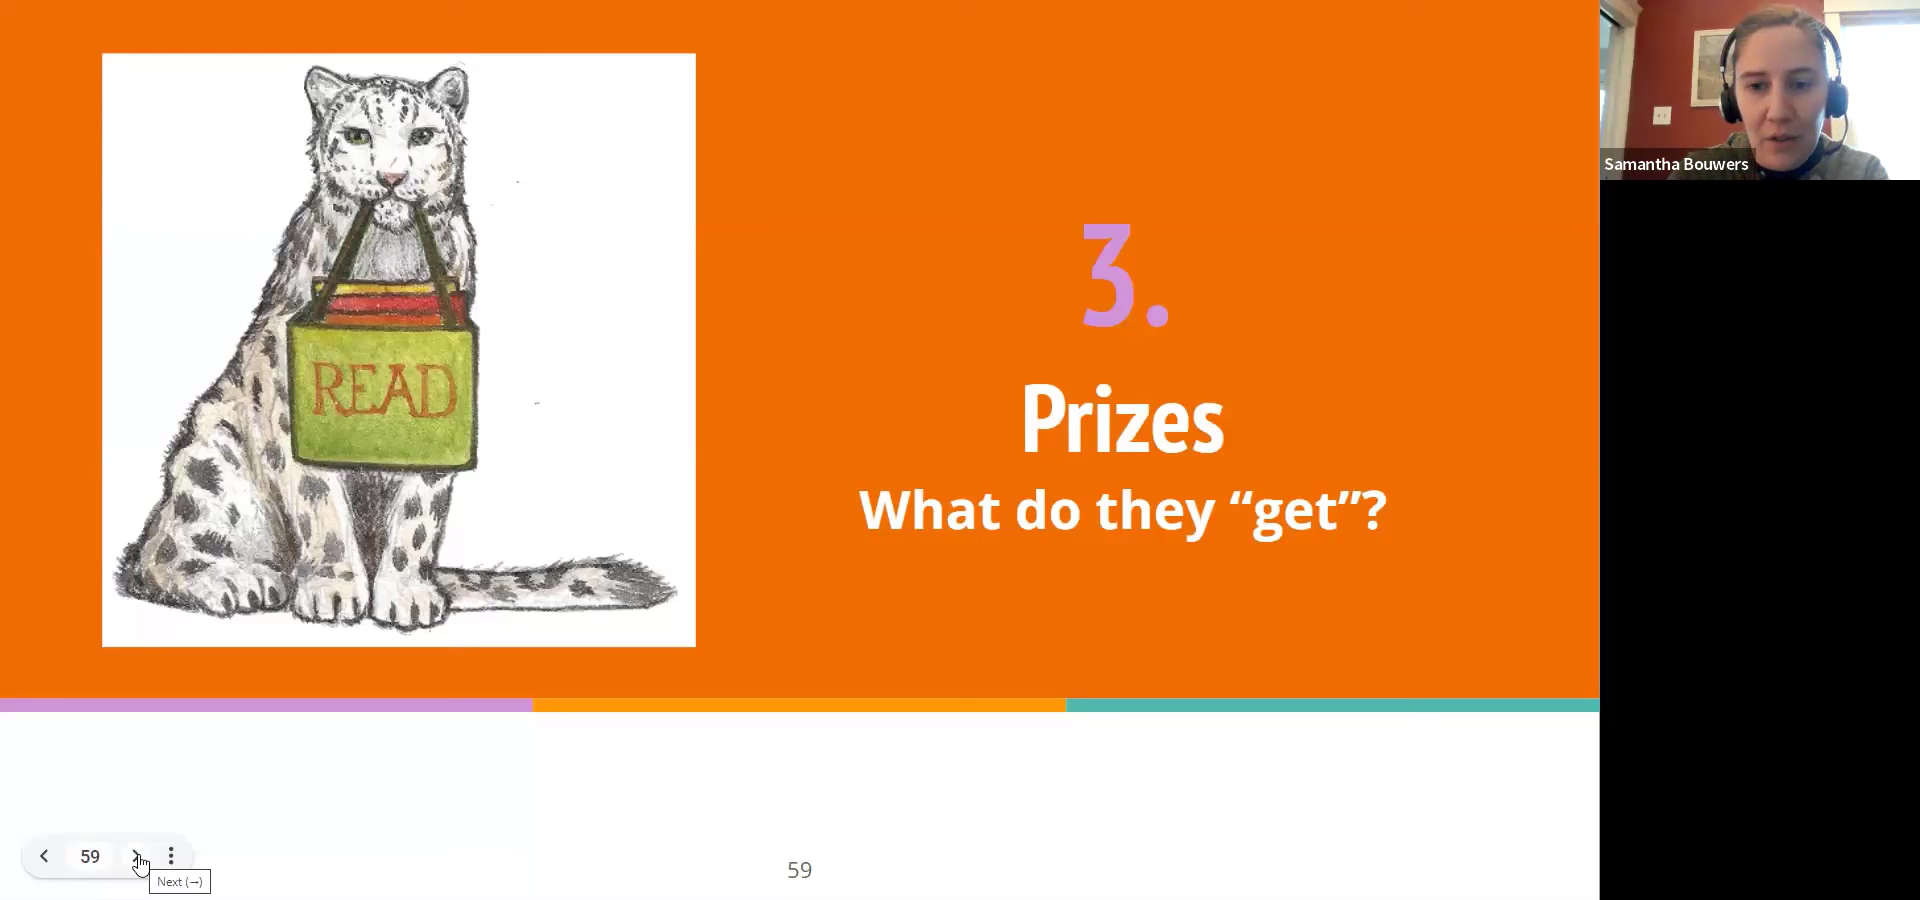 READ
3.
Prizes
What do they “get”?
Samantha Bouwers
59
Next (→)
59